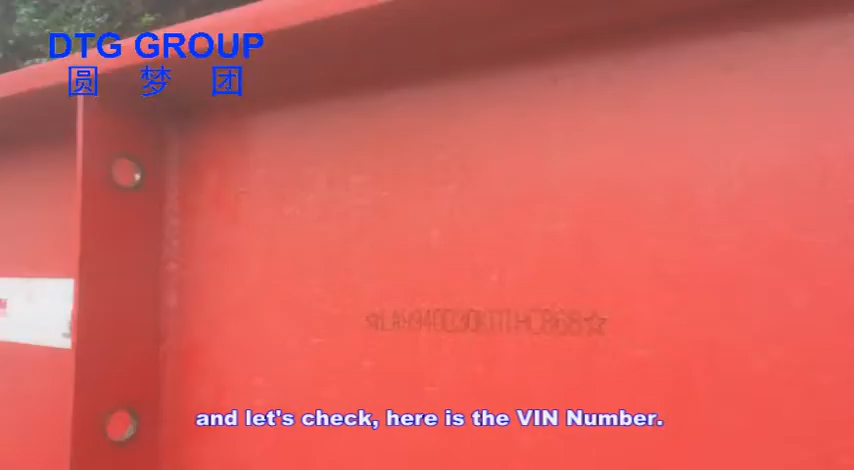 DTG GROUP
圆梦团
and let's check, here is the VIN Number.